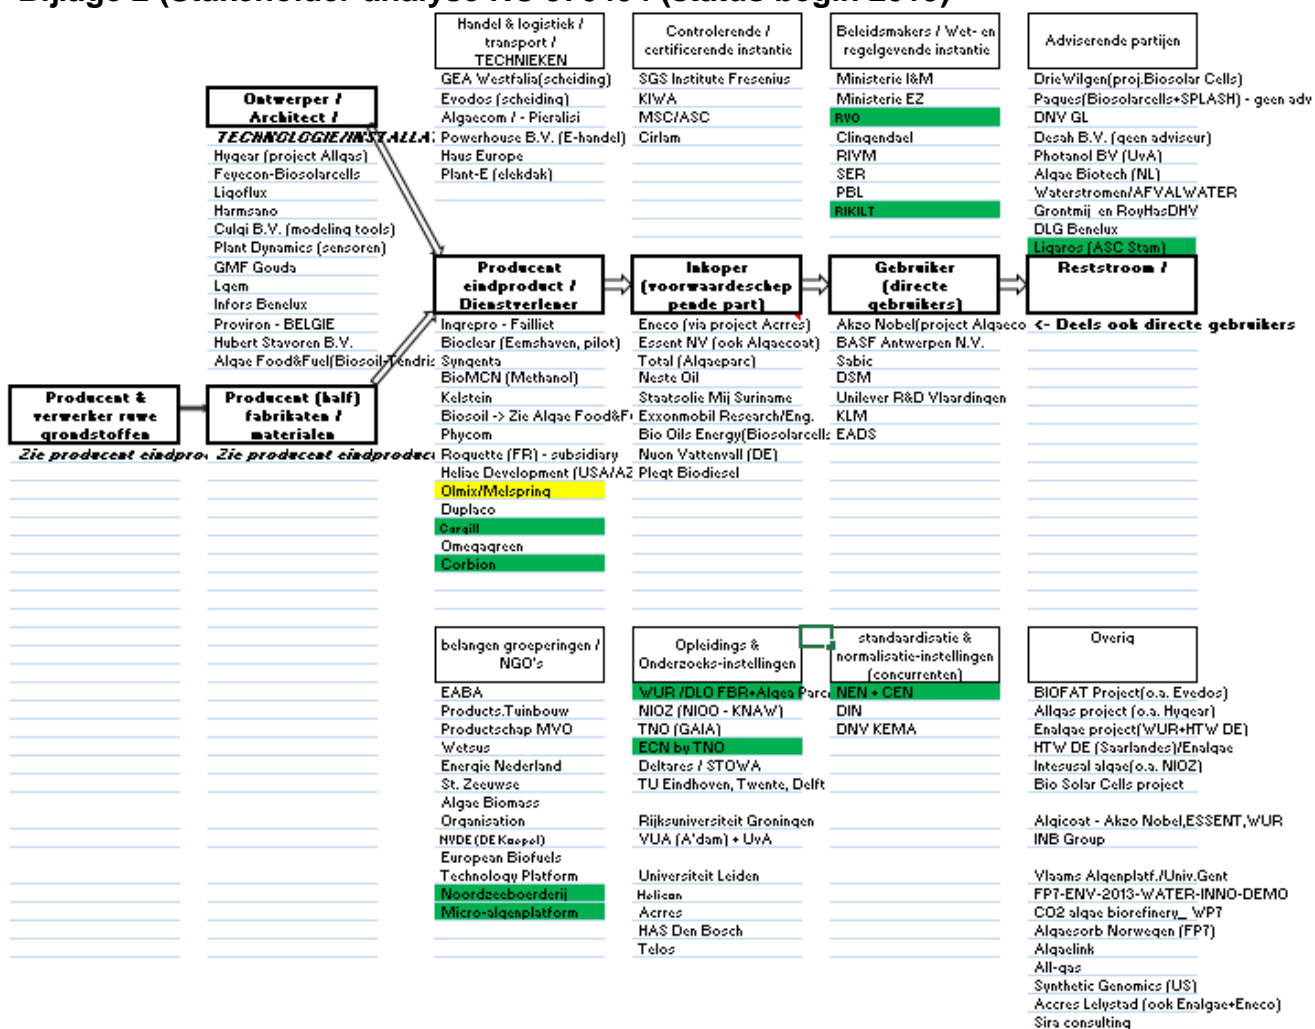 Handel & logistiek /
transport /
TECHNIEKEN
GEA Westfalia(scheiding)
Evodos (scheiding)
Algaecom / - Pieralisi
Powerhouse B.V. (E-handel)
Haus Europe
Plant-E (elekdak)
Controlerende /
certificerende instantie
SGS Institute Fresenius
KIWA
MSC/ASC
Cirlam
Beleidsmakers / Wet- en
regelgevende instantie
Ministerie I&M
Ministerie EZ
RVO
Clingendael
RIVM
SER
PBL
RIKILT
Adviserende partijen
DrieWilgen(proj.Biosolar Cells)
Paques(Biosolarcells+SPLASH) - geen adv
DNV GL
Desah B.V. (geen adviseur)
Photanol BV (UvA)
Algae Biotech (NL)
Waterstromen/AFVALWATER
Grontmij en RoyHasDHV
DLG Benelux
Liqaros (ASC Stam)
Ontwerper /
Architect /
TECHNOLOGIE/INSTALLA
Hygear (project Allgas)
Feyecon-Biosolarcells
Liqoflux
Harmsano
Culgi B.V. (modeling tools)
Plant Dynamics (sensoren)
GMF Gouda
Lgem
Infors Benelux
Proviron - BELGIE
Hubert Stavoren B.V.
Algae Food&Fuel(Biosoil-Tendris
Producent &
verwerker ruwe
grondstoffen
Zie producent eindprod
Producent (half)
fabrikaten /
materialen
Zie producent eindproduc
Producent
eindproduct /
Dienstverlener
Ingrepro - Failliet
Bioclear (Eemshaven, pilot)
Syngenta
BioMCN (Methanol)
Kelstein
Biosoil -> Zie Algae Food&F
Phycom
Roquette (FR) - subsidiary
Heliae Development (USA/AZ
Olmix/Melspring
Duplaco
Cargill
Omegagreen
Corbion
Inkoper
(voorwaardeschep
pende part)
Eneco (via project Acrres)
Essent NV (ook Algaecoat)
Total (Algaeparc)
Neste Oil
Staatsolie Mij Suriname
Exxonmobil Research/Eng.
Bio Oils Energy(Biosolarcells
Nuon Vattenvall (DE)
Pleqt Biodiesel
Gebruiker
(directe
gebruikers)
Akzo Nobel(project Algaeco
BASF Antwerpen N.V.
Sabic
DSM
Unilever R&D Vlaardingen
KLM
EADS
Reststroom /
<- Deels ook directe gebruikers
belangen groeperingen /
NGO's
EABA
Products.Tuinbouw
Productschap MVO
Wetsus
Energie Nederland
St. Zeeuwse
Algae Biomass
Organisation
NVDE (DE Koepel)
European Biofuels
Technology Platform
Noordzeeboerderij
Micro-algenplatform
Opleidings &
Onderzoeks-instellingen
WUR /DLO FBR+Algea Parc
NIOZ (NIOO - KNAW)
TNO (GAIA)
ECN by TNO
Deltares / STOWA
TU Eindhoven, Twente, Delft
Rijksuniversiteit Groningen
VUA (A'dam) + UvA
Universiteit Leiden
Helicon
Acrres
HAS Den Bosch
Telos
standaardisatie &
normalisatie-instellingen
(concurrenten)
NEN + CEN
DIN
DNV KEMA
Overig
BIOFAT Project(o.a. Evedos)
Allgas project (o.a. Hygear)
Enalgae project(WUR+HTW DE)
HTW DE (Saarlandes)/Enalgae
Intesusal algae(o.a. NIOZ)
Bio Solar Cells project
Algicoat - Akzo Nobel,ESSENT,WUR
INB Group
Vlaams Algenplatf./Univ.Gent
FP7-ENV-2013-WATER-INNO-DEMO
CO2 algae biorefinery_ WP7
Algaesorb Norwegen (FP7)
Algaelink
All-gas
Synthetic Genomics (US)
Accres Lelystad (ook Enalgae+Eneco)
Sira consulting